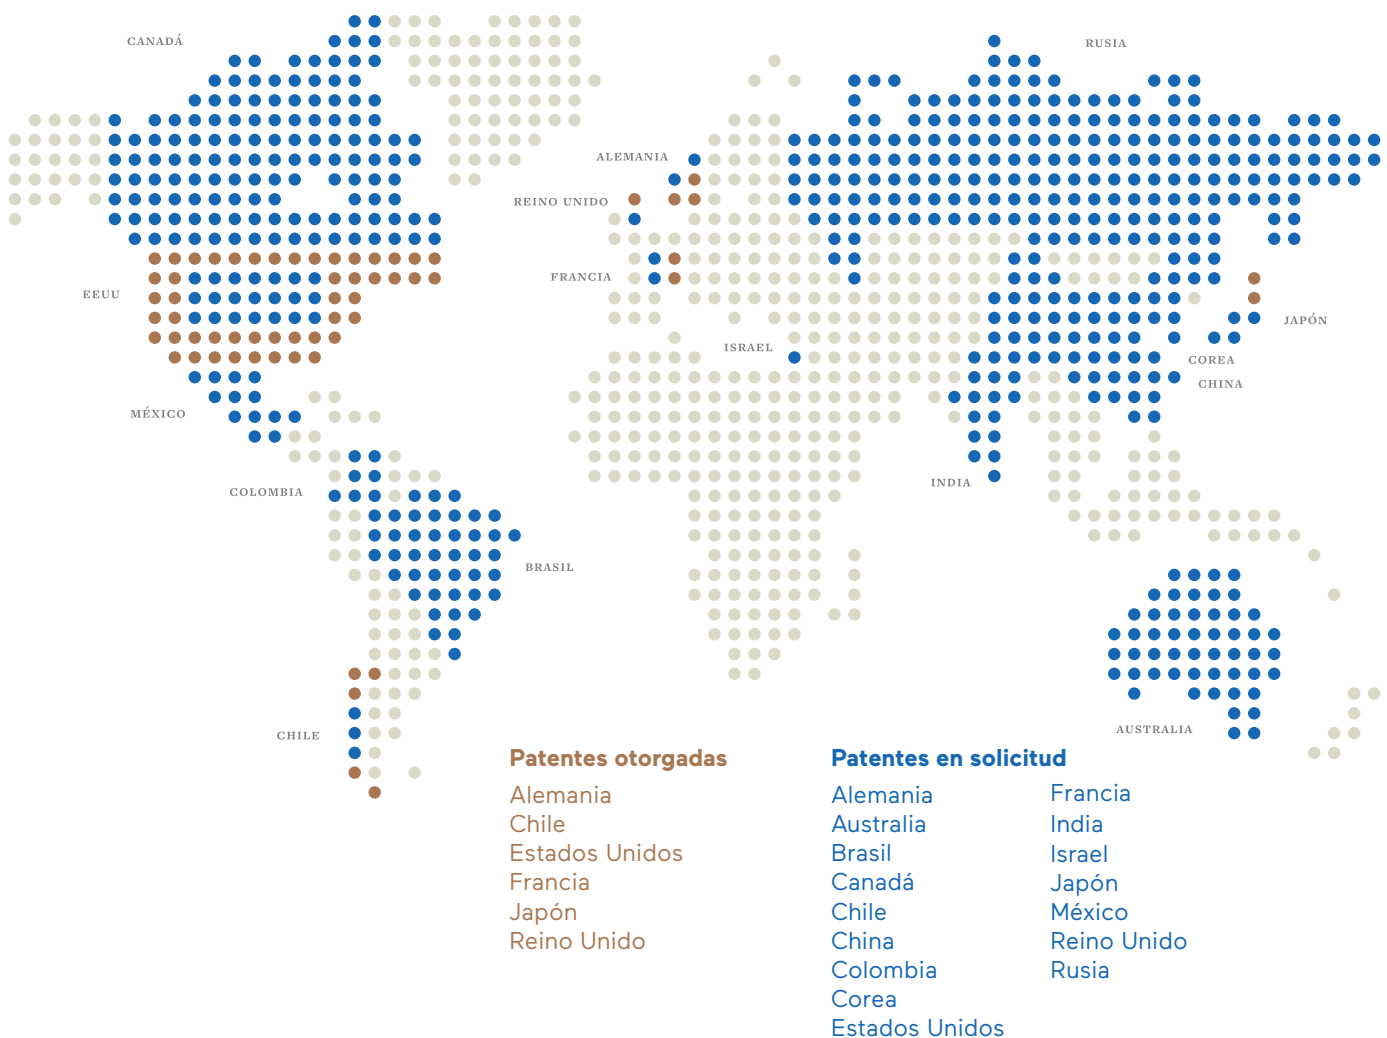 CANADÁ
RUSIA
ALEMANIA
REINO UNIDO
FRANCIA
EEUU
JAPÓN
ISRAEL
COREA
CHINA
MÉXICO
INDIA
COLOMBIA
BRASIL
AUSTRALIA
CHILE
Patentes otorgadas
Alemania
Chile
Estados Unidos
Francia
Japón
Reino Unido
Patentes en solicitud
Alemania
Australia
Brasil
Canadá
Chile
China
Colombia
Corea
Estados Unidos
Francia
India
Israel
Japón
México
Reino Unido
Rusia